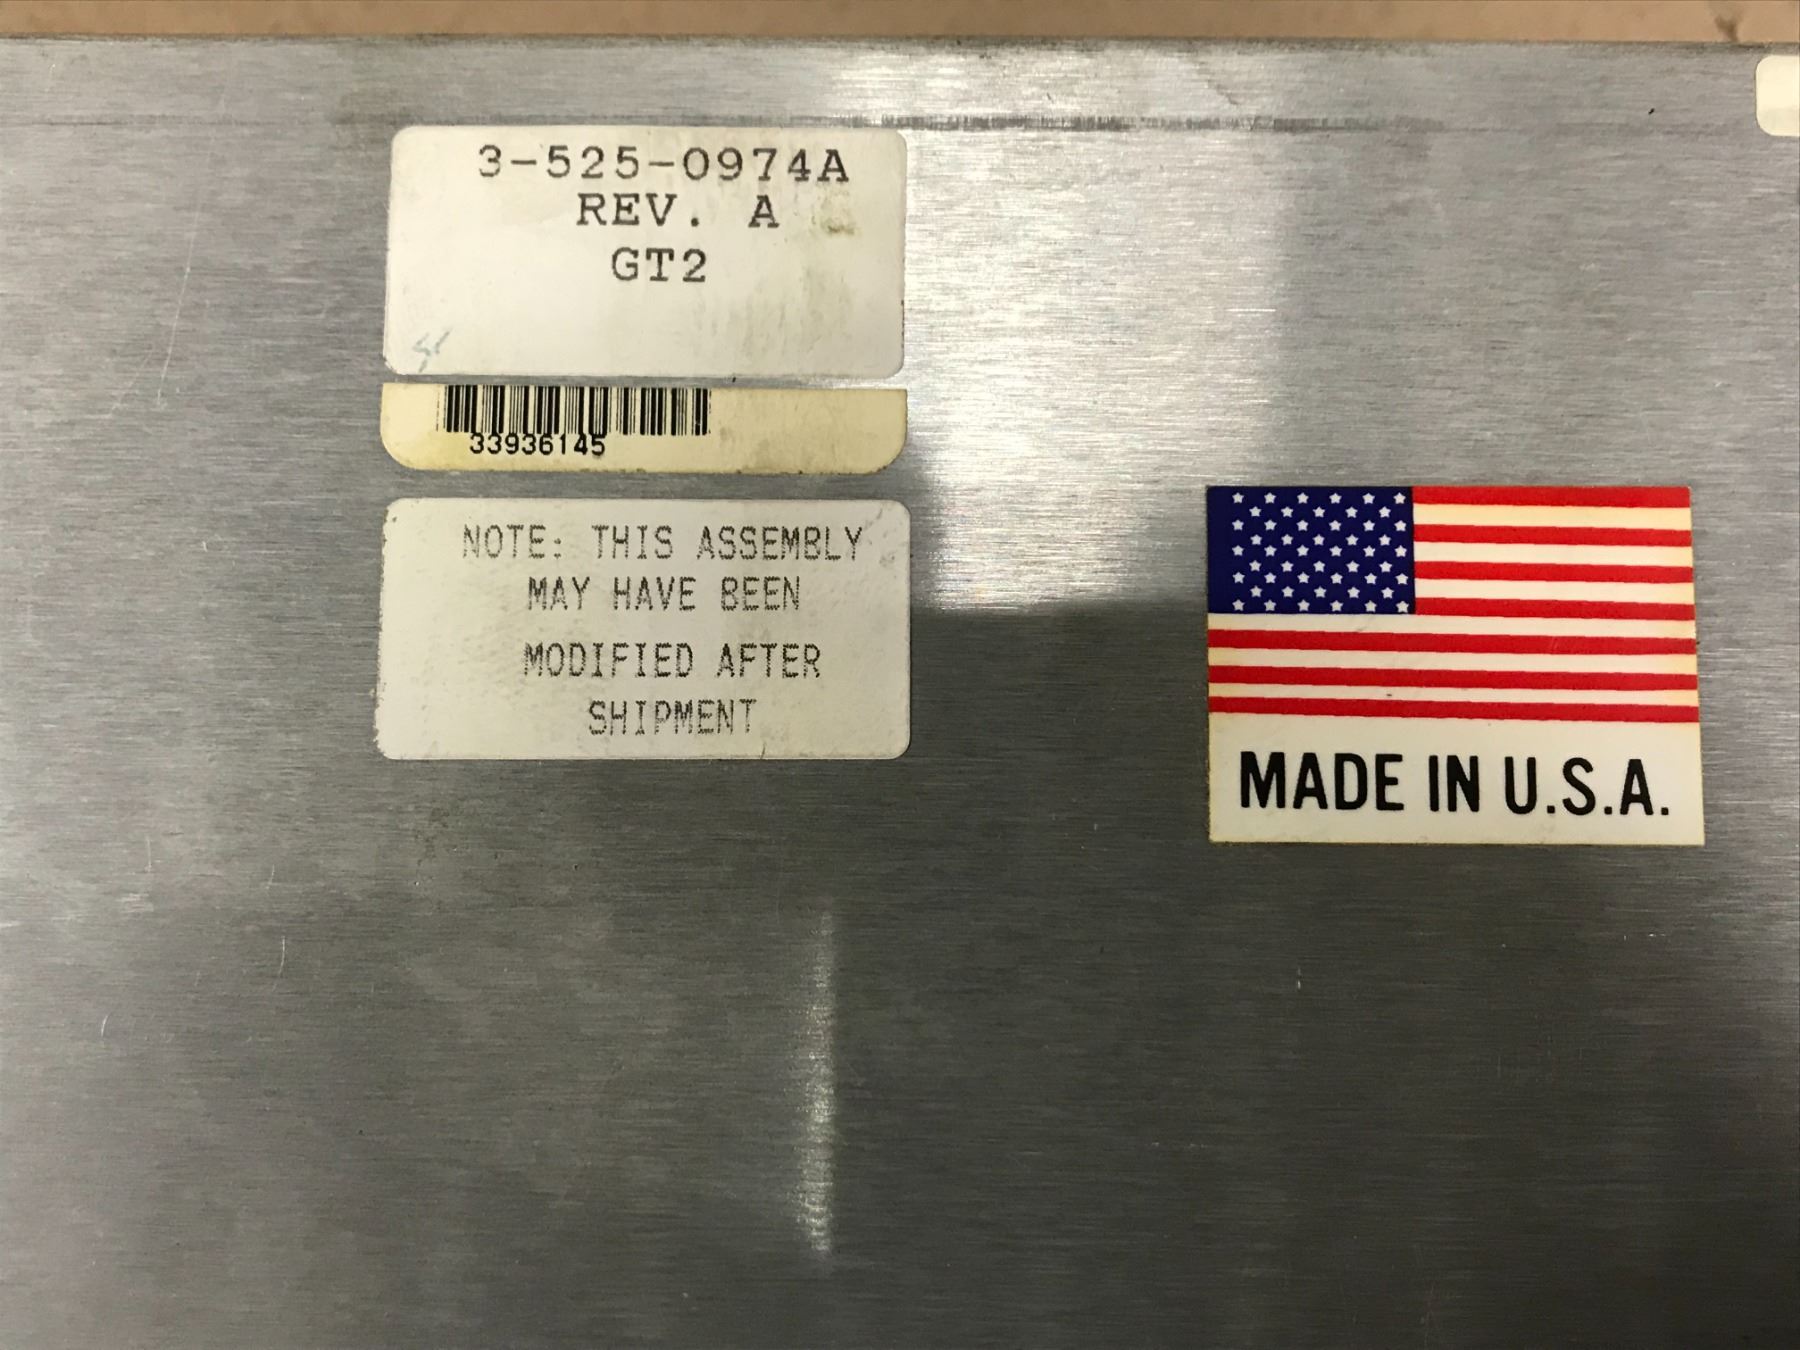 3-525-0974A
REV. A
GT2
33936145
NOTE: THIS ASSEMBLY
MAY HAVE BEEN
MODIFIED AFTER
SHIPMENT
MADE IN U.S.A.